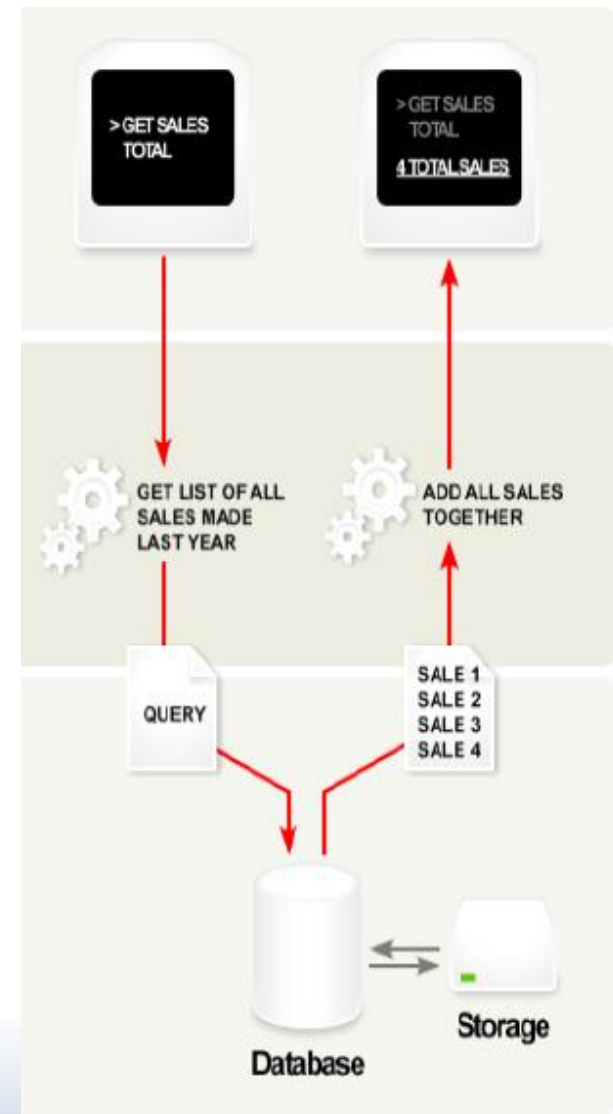 > GET SALES
TOTAL
> GET SALES
TOTAL
4 TOTAL SALES
GET LIST OF ALL
SALES MADE
LAST YEAR
ADD ALL SALES
TOGETHER
QUERY
SALE 1
SALE 2
SALE 3
SALE 4
Database
Storage